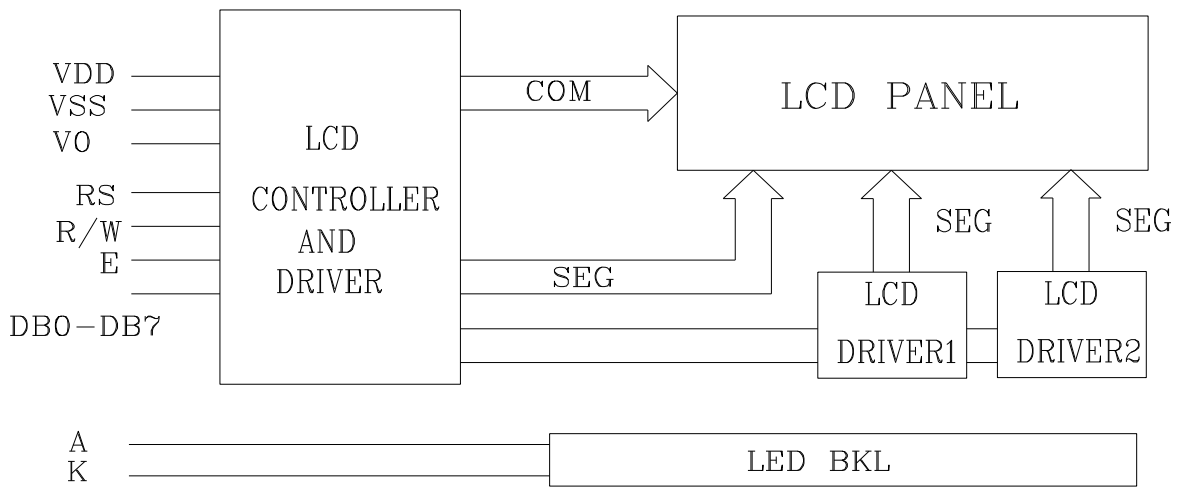 VDD
VSS
V0
RS
R/W
E
DB0-DB7
LCD
CONTROLLER
AND
DRIVER
COM
LCD PANEL
SEG
SEG
SEG
LCD
DRIVER1
LCD
DRIVER2
A
K
LED BKL